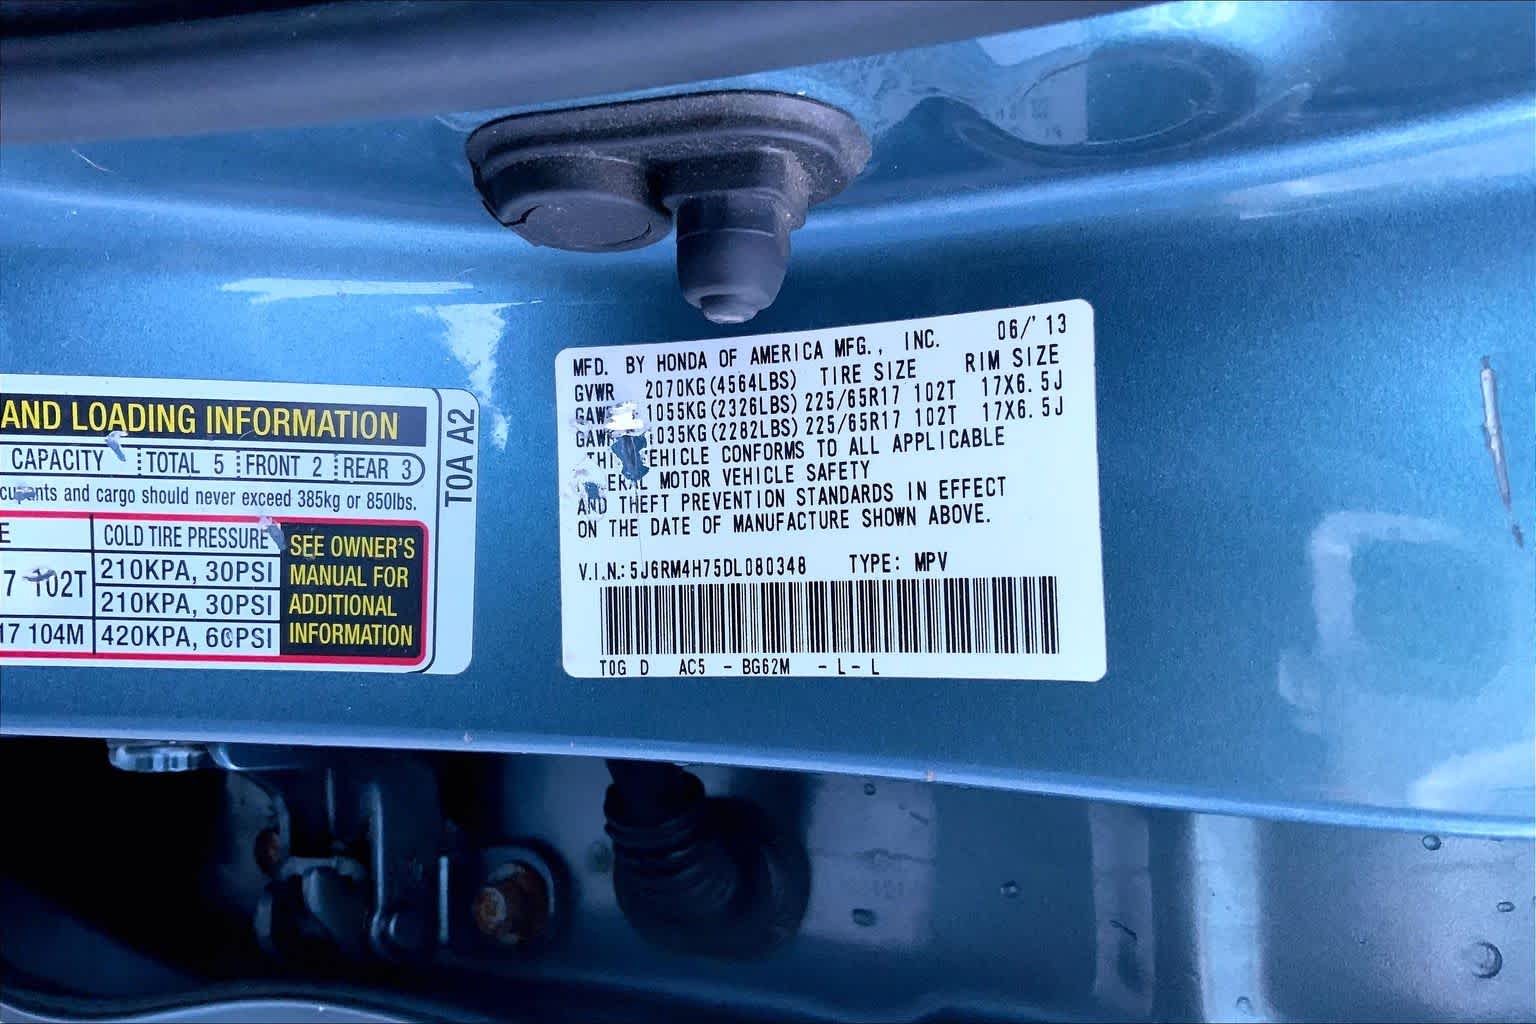 AND LOADING INFORMATION
CAPACITY TOTAL 5 FRONT 2 REAR 3
and cargo should never exceed 385kg or 850lbs.
E COLD TIRE PRESSURE
7 102T 210KPA, 30PSI
210KPA, 30PSI
17 104M 420KPA, 60PSI
SEE OWNER'S
MANUAL FOR
ADDITIONAL
INFORMATION
T0A A2
MFD. BY HONDA OF AMERICA MFG., INC. 06/'13
GVWR 2070KG(4564LBS) TIRE SIZE RIM SIZE
1055KG(2326LBS) 225/65R17 102T 17X6.5J
1035KG(2282LBS) 225/65R17 102T 17X6.5J
CONFORMS TO ALL APPLICABLE
MOTOR VEHICLE SAFETY
AND THEFT PREVENTION STANDARDS IN EFFECT
ON THE DATE OF MANUFACTURE SHOWN ABOVE.
V.I.N.: 5J6RM4H75DL080348 TYPE: MPV
T0G D AC5 - BG62M - L - L